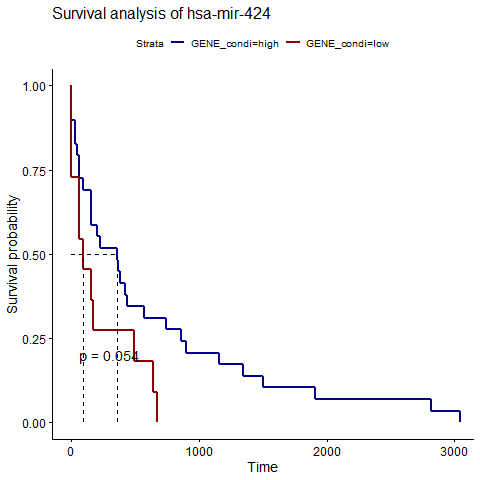 Survival analysis of hsa-mir-424
Strata GENE_condi=high GENE_condi=low
Survival probability
1.00
0.75
0.50
0.25
0.00
p = 0.054
0 1000 2000 3000
Time